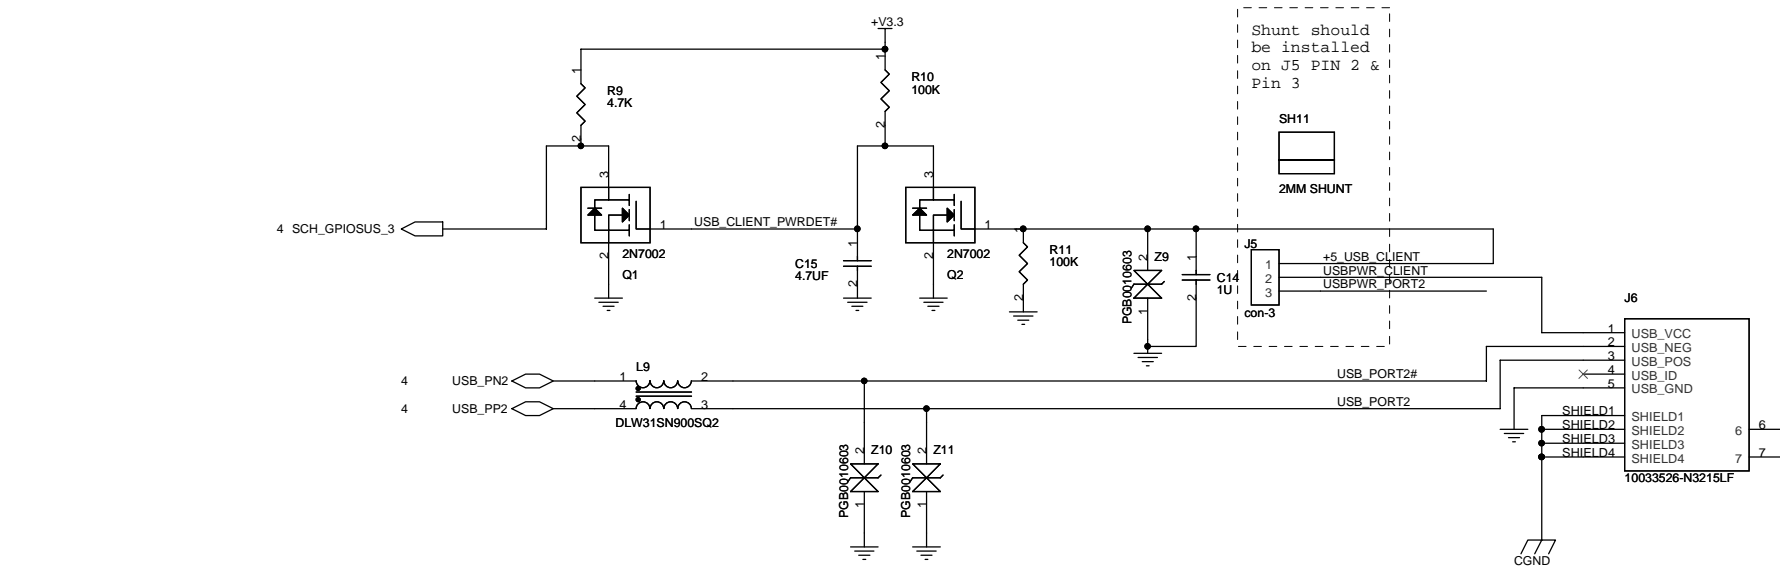 +V3.3
Shunt should
be installed
on J5 PIN 2 &
Pin 3
SH11
2MM SHUNT
1
R9
4.7K
2
1
R10
100K
2
3
1
2
2N7002
Q1
3
1
2
2N7002
Q2
4 SCH_GPIOSUS_3
USB_CLIENT_PWRDET#
1
C15
4.7UF
2
1
R11
100K
2
PGB0010603
2
Z9
1
1
C14
1U
2
J5
1
2
3
con-3
+5_USB_CLIENT
USBPWR_CLIENT
USBPWR_PORT2
J6
1 USB_VCC
2 USB_NEG
3 USB_POS
4 USB_ID
5 USB_GND
SHIELD1 SHIELD1
SHIELD2 SHIELD2
SHIELD3 SHIELD3
SHIELD4 SHIELD4
6 6
7 7
10033526-N3215LF
CGND
4 USB_PN2
4 USB_PP2
L9
1 2
4 3
DLW31SN900SQ2
USB_PORT2#
USB_PORT2
PGB0010603
2
Z10
1
PGB0010603
2
Z11
1